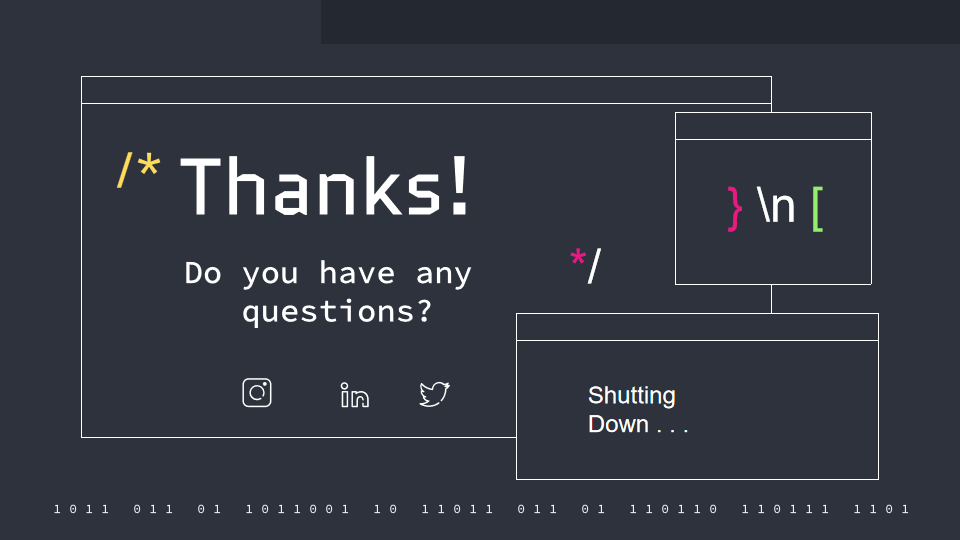 /* Thanks!
Do you have any
questions?
*/
} \n [
Shutting
Down . . .
1011 011 01 1011001 10 11011 011 01 110110 110111 1101